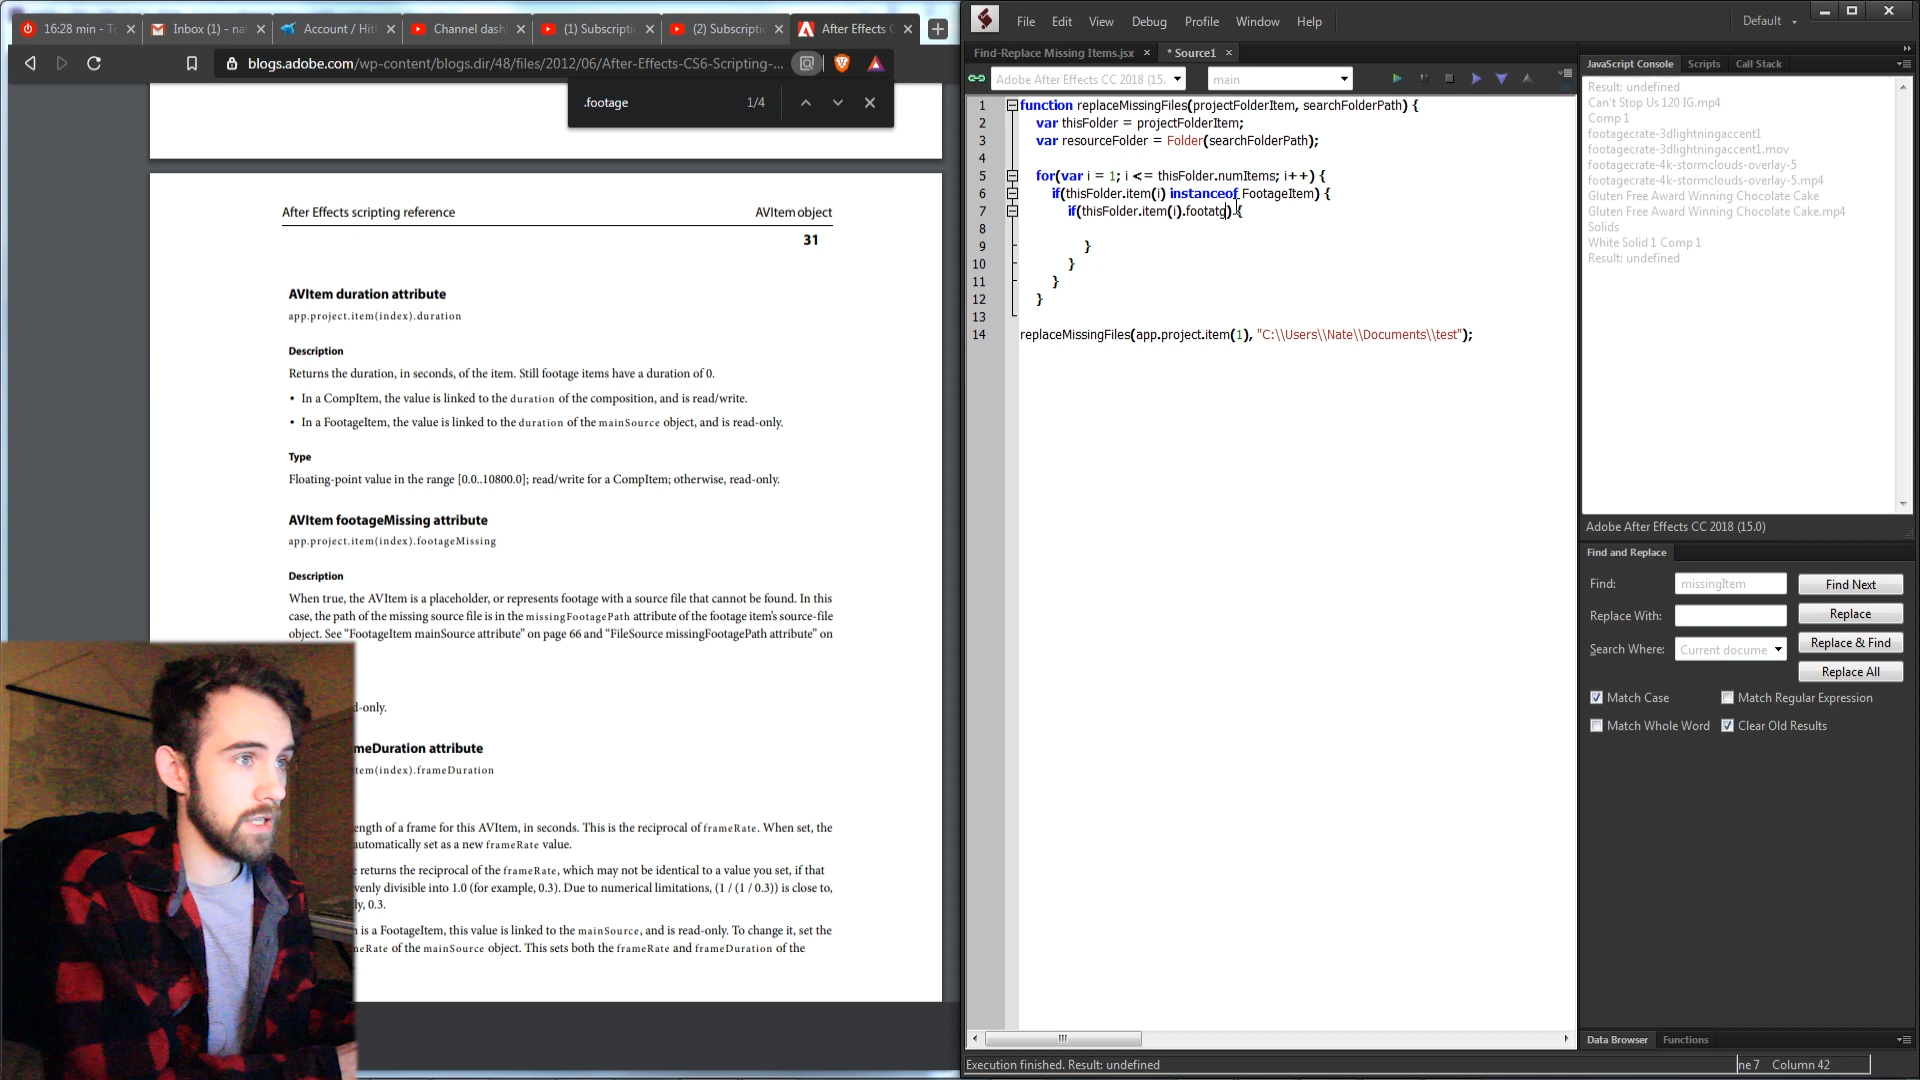 16:28 min - Tu
Inbox (1) - na
Account / HitF
Channel dash
(1) Subscriptio
(2) Subscriptio
After Effects C
blogs.adobe.com/wp-content/blogs.dir/48/files/2012/06/After-Effects-CS6-Scripting-...
.footage 1/4
After Effects scripting reference
AVItem object
31
AVItem duration attribute
app.project.item(index).duration
Description
Returns the duration, in seconds, of the item. Still footage items have a duration of 0.
• In a CompItem, the value is linked to the duration of the composition, and is read/write.
• In a FootageItem, the value is linked to the duration of the mainSource object, and is read-only.
Type
Floating-point value in the range [0.0..10800.0]; read/write for a CompItem; otherwise, read-only.
AVItem footageMissing attribute
app.project.item(index).footageMissing
Description
When true, the AVItem is a placeholder, or represents footage with a source file that cannot be found. In this
case, the path of the missing source file is in the missingFootagePath attribute of the footage item's source-file
object. See “FootageItem mainSource attribute” on page 66 and “FileSource missingFootagePath attribute” on
d-only.
meDuration attribute
tem(index).frameDuration
ength of a frame for this AVItem, in seconds. This is the reciprocal of frameRate. When set, the
automatically set as a new frameRate value.
e returns the reciprocal of the frameRate, which may not be identical to a value you set, if that
venly divisible into 1.0 (for example, 0.3). Due to numerical limitations, (1 / (1 / 0.3)) is close to,
ly, 0.3.
is a FootageItem, this value is linked to the mainSource, and is read-only. To change it, set the
meRate of the mainSource object. This sets both the frameRate and frameDuration of the
File Edit View Debug Profile Window Help
Default
Find-Replace Missing Items.jsx
* Source1
Adobe After Effects CC 2018 (15.
main
1 function replaceMissingFiles(projectFolderItem, searchFolderPath) {
2 var thisFolder = projectFolderItem;
3 var resourceFolder = Folder(searchFolderPath);
4
5 for(var i = 1; i <= thisFolder.numItems; i++) {
6 if(thisFolder.item(i) instanceof FootageItem) {
7 if(thisFolder.item(i).footatg) {
8
9 }
10 }
11 }
12 }
13
14 replaceMissingFiles(app.project.item(1), "C:\\Users\\Nate\\Documents\\test");
Execution finished. Result: undefined
ne 7 Column 42
JavaScript Console Scripts Call Stack
Result: undefined
Can't Stop Us 120 IG.mp4
Comp 1
footagecrate-3dlightningaccent1
footagecrate-3dlightningaccent1.mov
footagecrate-4k-stormclouds-overlay-5
footagecrate-4k-stormclouds-overlay-5.mp4
Gluten Free Award Winning Chocolate Cake
Gluten Free Award Winning Chocolate Cake.mp4
Solids
White Solid 1 Comp 1
Result: undefined
Adobe After Effects CC 2018 (15.0)
Find and Replace
Find: missingItem Find Next
Replace With: Replace
Search Where: Current docume Replace & Find
Replace All
Match Case Match Regular Expression
Match Whole Word Clear Old Results
Data Browser Functions